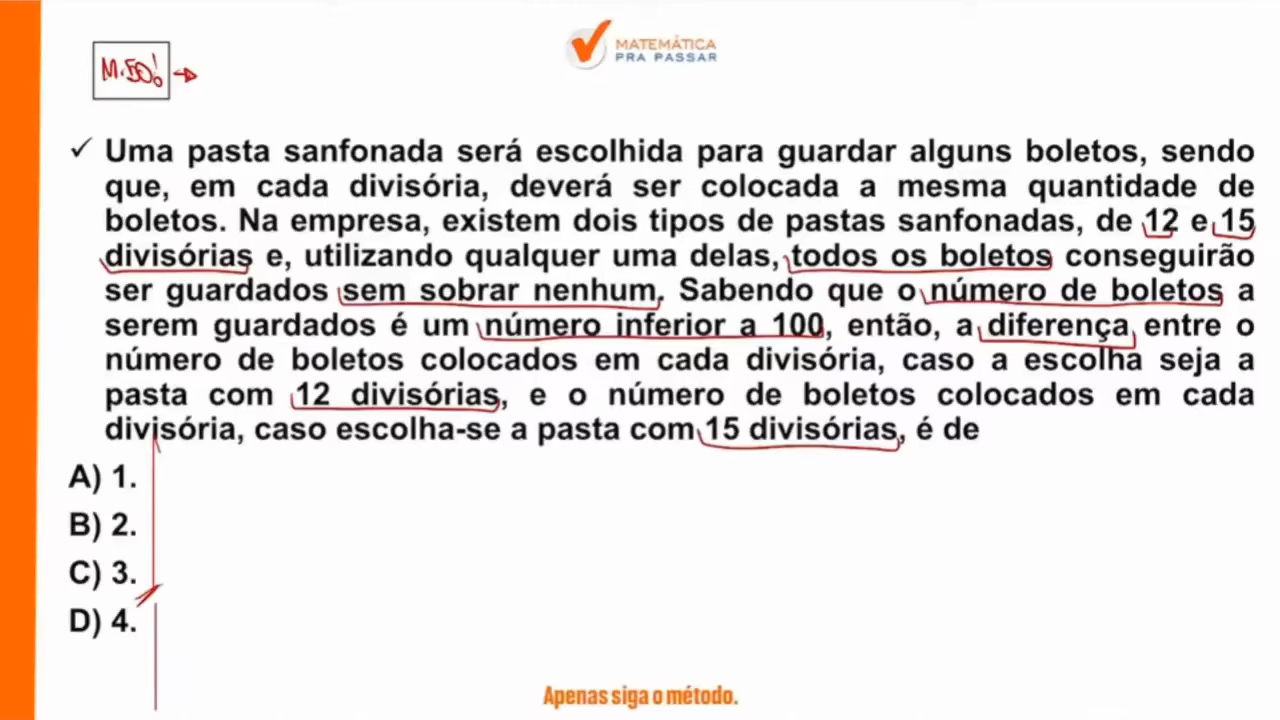 MATEMÁTICA
PRA PASSAR
✓ Uma pasta sanfonada será escolhida para guardar alguns boletos, sendo
que, em cada divisória, deverá ser colocada a mesma quantidade de
boletos. Na empresa, existem dois tipos de pastas sanfonadas, de 12 e 15
divisórias e, utilizando qualquer uma delas, todos os boletos conseguirão
ser guardados sem sobrar nenhum. Sabendo que o número de boletos a
serem guardados é um número inferior a 100, então, a diferença entre o
número de boletos colocados em cada divisória, caso a escolha seja a
pasta com 12 divisórias, e o número de boletos colocados em cada
divisória, caso escolha-se a pasta com 15 divisórias, é de
A) 1.
B) 2.
C) 3.
D) 4.
Apenas siga o método.